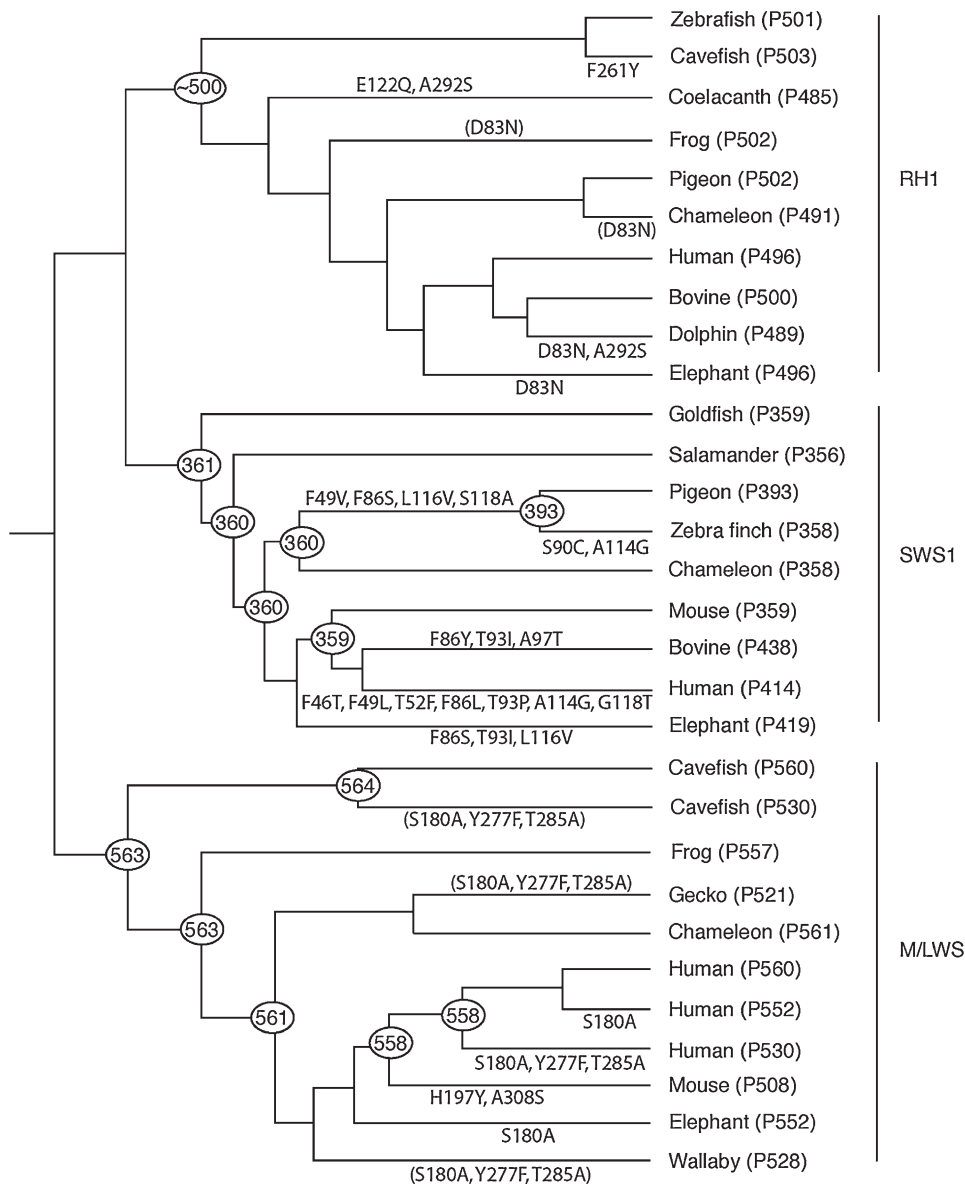 Zebrafish (P501)
Cavefish (P503)
F261Y
~500
E122Q, A292S
Coelacanth (P485)
(D83N)
Frog (P502)
Pigeon (P502)
RH1
Chameleon (P491)
(D83N)
Human (P496)
Bovine (P500)
Dolphin (P489)
D83N, A292S
Elephant (P496)
D83N
Goldfish (P359)
361
Salamander (P356)
F49V, F86S, L116V, S118A
Pigeon (P393)
393
360
Zebra finch (P358)
S90C, A114G
360
SWS1
Chameleon (P358)
360
Mouse (P359)
359
F86Y, T93I, A97T
Bovine (P438)
Human (P414)
F46T, F49L, T52F, F86L, T93P, A114G, G118T
Elephant (P419)
F86S, T93I, L116V
Cavefish (P560)
564
Cavefish (P530)
(S180A, Y277F, T285A)
563
Frog (P557)
(S180A, Y277F, T285A)
Gecko (P521)
563
Chameleon (P561)
M/LWS
Human (P560)
561
558
Human (P552)
S180A
558
Human (P530)
S180A, Y277F, T285A
Mouse (P508)
H197Y, A308S
Elephant (P552)
S180A
Wallaby (P528)
(S180A, Y277F, T285A)